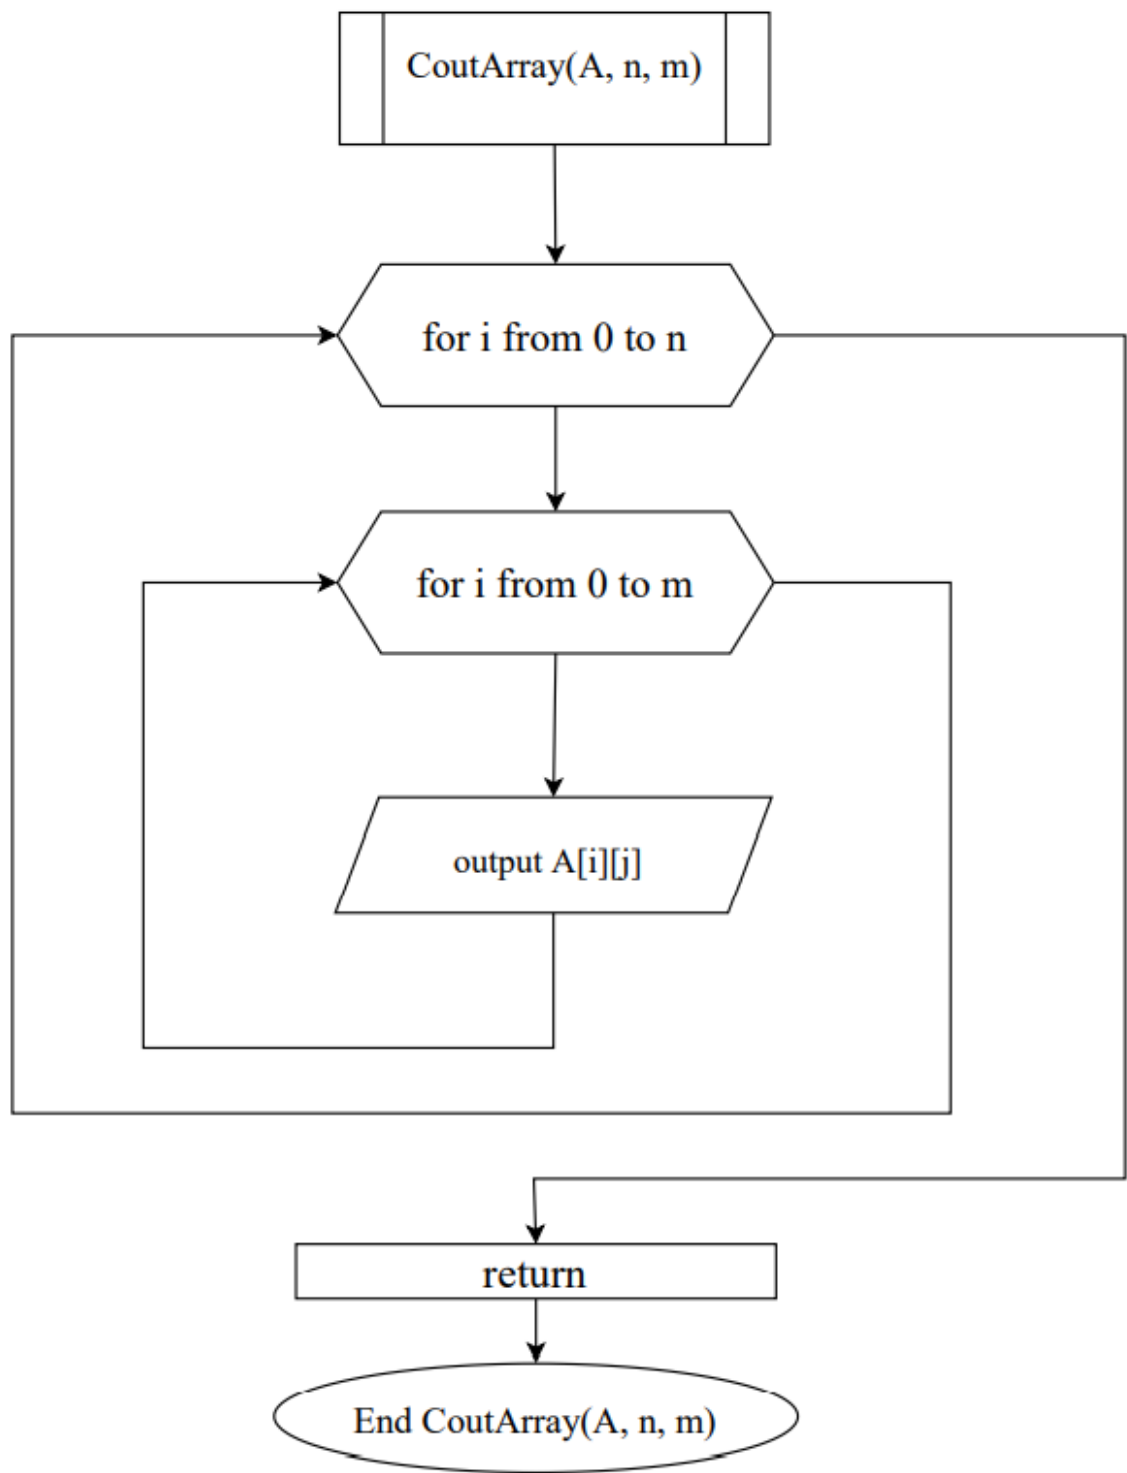 CoutArray(A, n, m)
for i from 0 to n
for i from 0 to m
output A[i][j]
return
End CoutArray(A, n, m)